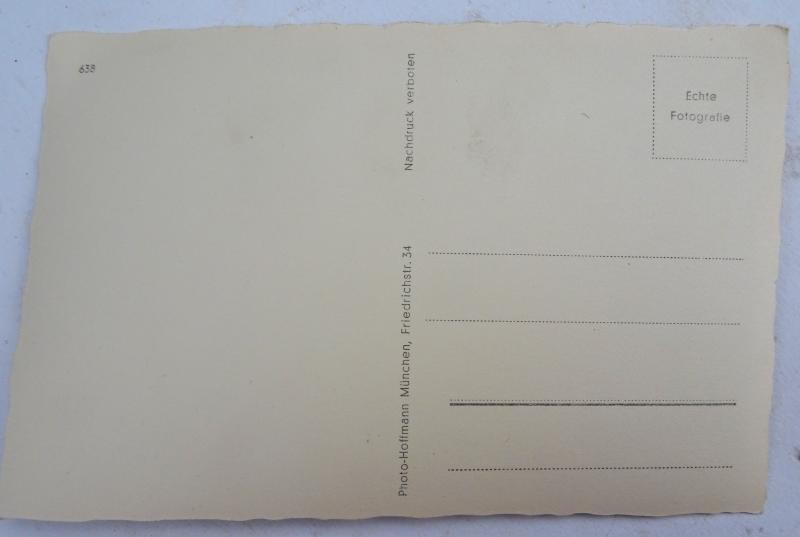 638
Nachdruck verboten
Photo-Hoffmann München, Friedrichstr. 34
Echte
Fotografie